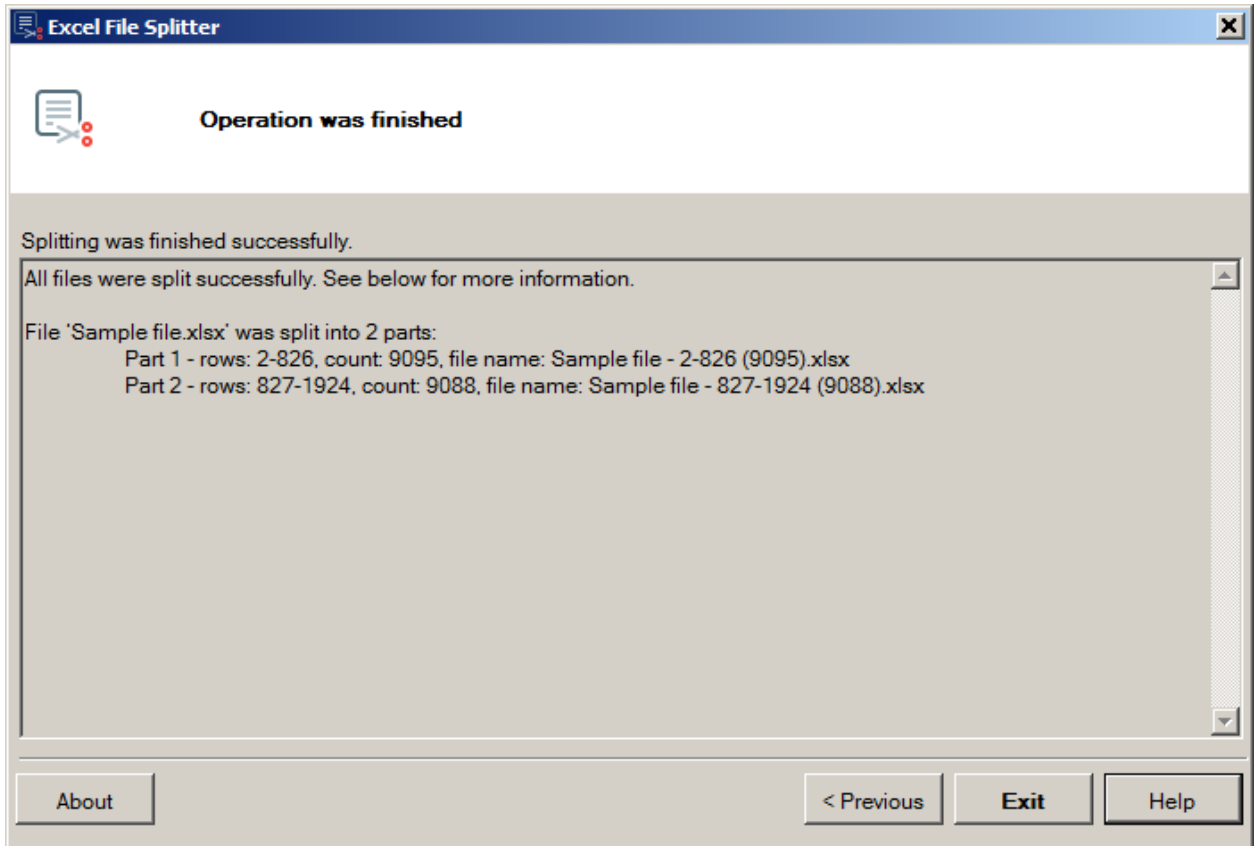 Excel File Splitter
Operation was finished
Splitting was finished successfully.
All files were split successfully. See below for more information.
File 'Sample file.xlsx' was split into 2 parts:
Part 1 - rows: 2-826, count: 9095, file name: Sample file - 2-826 (9095).xlsx
Part 2 - rows: 827-1924, count: 9088, file name: Sample file - 827-1924 (9088).xlsx
About
< Previous
Exit
Help